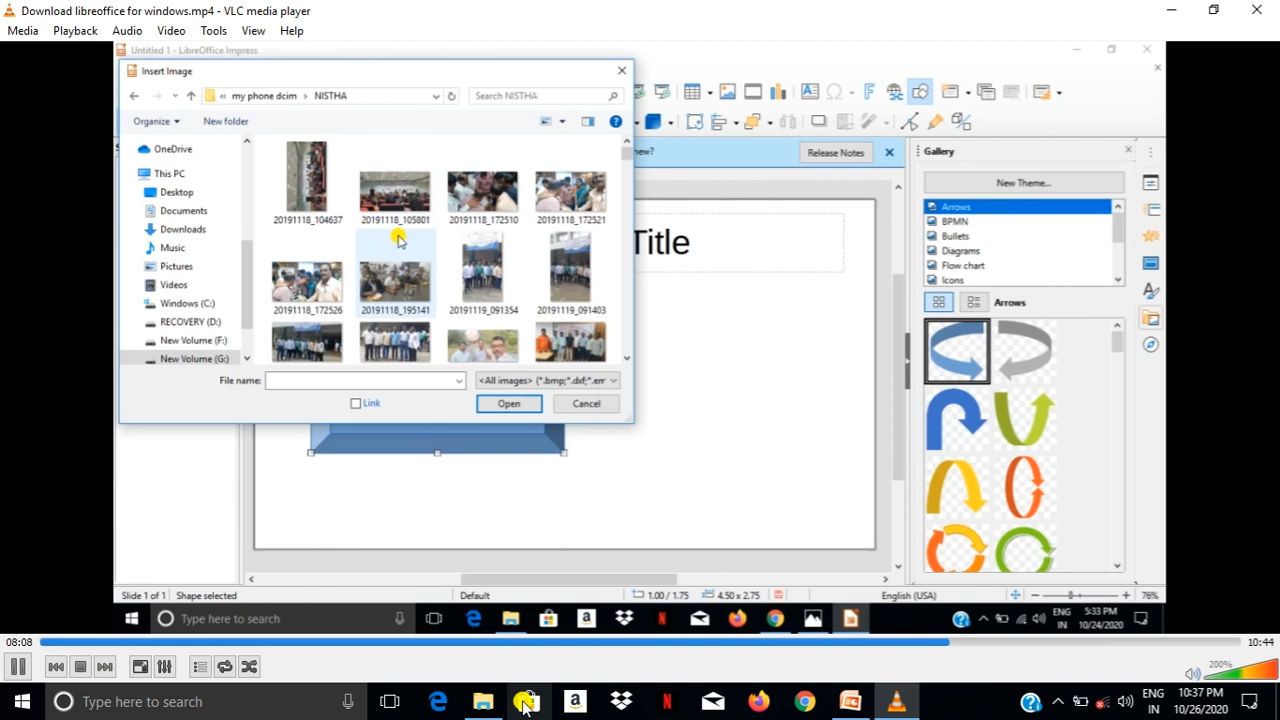 Download libreoffice for windows.mp4 - VLC media player
Media Playback Audio Video Tools View Help
Untitled 1 - LibreOffice Impress
Insert Image
« my phone dcim › NISTHA
Search NISTHA
Organize
New folder
new?
Release Notes
Gallery
OneDrive
This PC
Desktop
Documents
Downloads
Music
Pictures
Videos
Windows (C:)
RECOVERY (D:)
New Volume (F:)
New Volume (G:)
20191118_104637 20191118_105801 20191118_172510 20191118_172521
20191118_172526 20191118_195141 20191119_091354 20191119_091403
File name:
<All images> (*.bmp;*.dxf;*.em
Link
Open
Cancel
Title
New Theme...
Arrows
BPMN
Bullets
Diagrams
Flow chart
Icons
Arrows
Slide 1 of 1 Shape selected Default 1.00 / 1.75 4.50 x 2.75 English (USA) 76%
Type here to search
a
ENG
IN
5:33 PM
10/24/2020
08:08
10:44
200%
Type here to search
a
ENG
IN
10:37 PM
10/26/2020